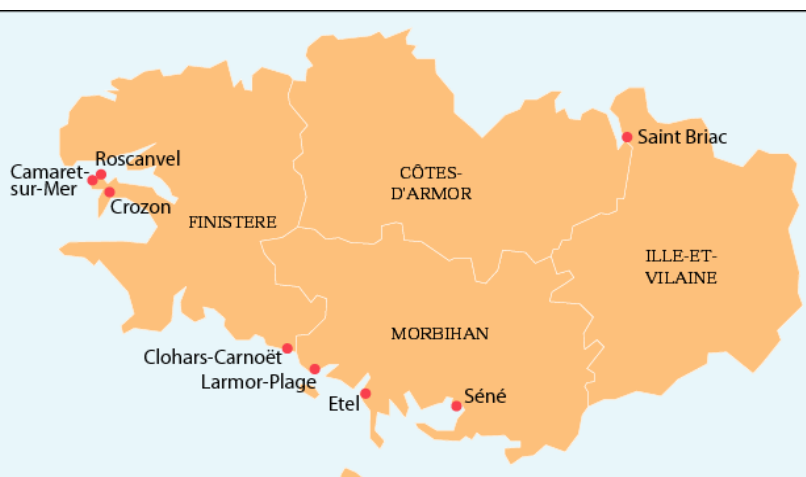 Saint Briac
Roscanvel
Camaret-
sur-Mer
Crozon
CÔTES-
D'ARMOR
FINISTERE
ILLE-ET-
VILAINE
MORBIHAN
Clohars-Carnoët
Larmor-Plage
Etel
Séné